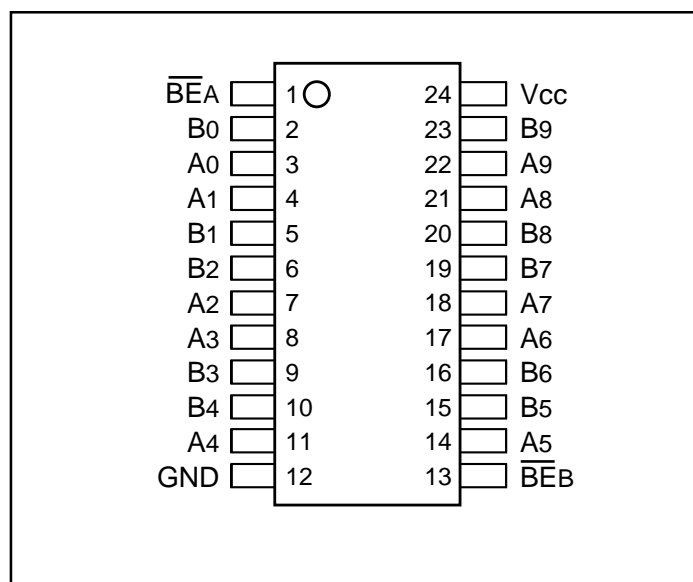 B̅E̅A 1 24 Vcc
B0 2 23 B9
A0 3 22 A9
A1 4 21 A8
B1 5 20 B8
B2 6 19 B7
A2 7 18 A7
A3 8 17 A6
B3 9 16 B6
B4 10 15 B5
A4 11 14 A5
GND 12 13 B̅E̅B